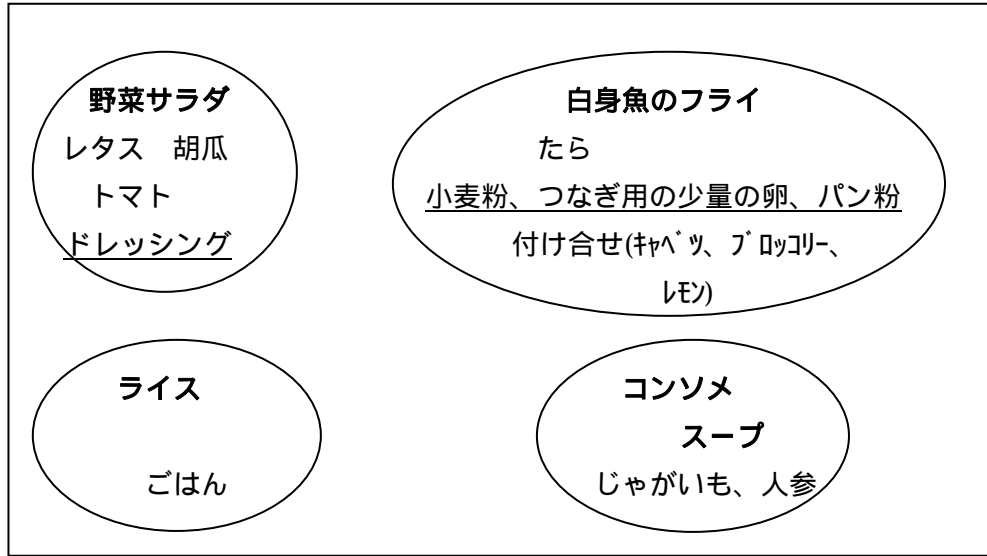 野菜サラダ
レタス　胡瓜
トマト
ドレッシング
白身魚のフライ
たら
小麦粉、つなぎ用の少量の卵、パン粉
付け合せ(ｷｬﾍﾞﾂ、ﾌﾞﾛｯｺﾘｰ、
ﾚﾓﾝ)
ライス
ごはん
コンソメ
スープ
じゃがいも、人参